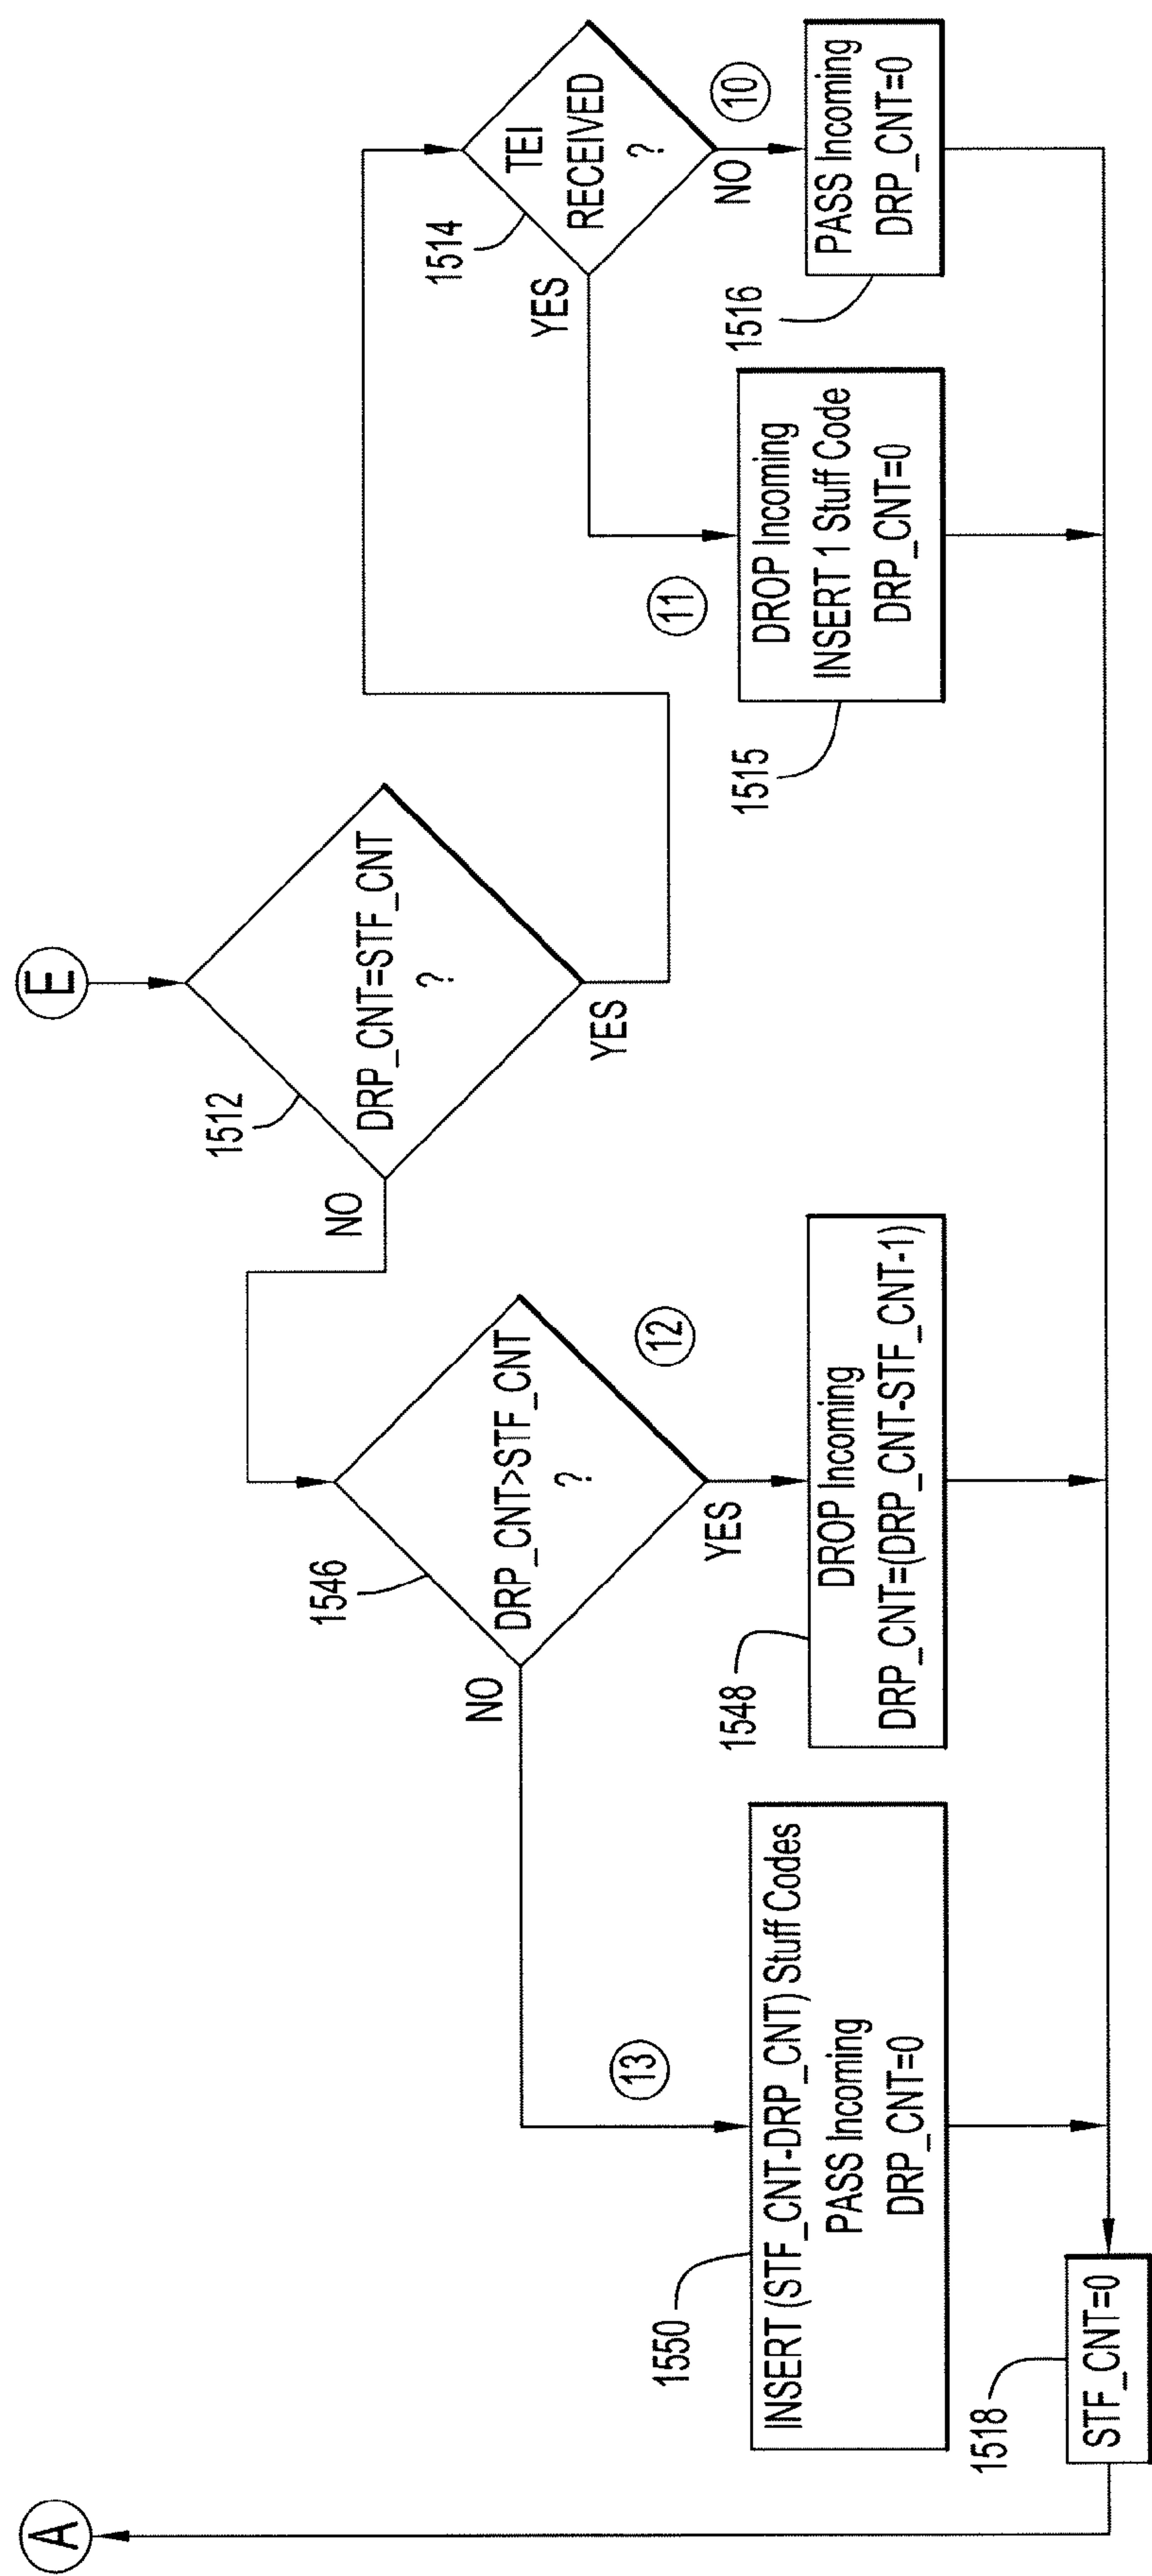 E
1512
DRP_CNT=STF_CNT
?
NO
YES
1546
DRP_CNT>STF_CNT
?
NO
YES
1514
TEI
RECEIVED
?
YES
NO
13
12
11
10
1550
INSERT (STF_CNT-DRP_CNT) Stuff Codes
PASS Incoming
DRP_CNT=0
1548
DROP Incoming
DRP_CNT=(DRP_CNT-STF_CNT-1)
1515
DROP Incoming
INSERT 1 Stuff Code
DRP_CNT=0
1516
PASS Incoming
DRP_CNT=0
1518
STF_CNT=0
A